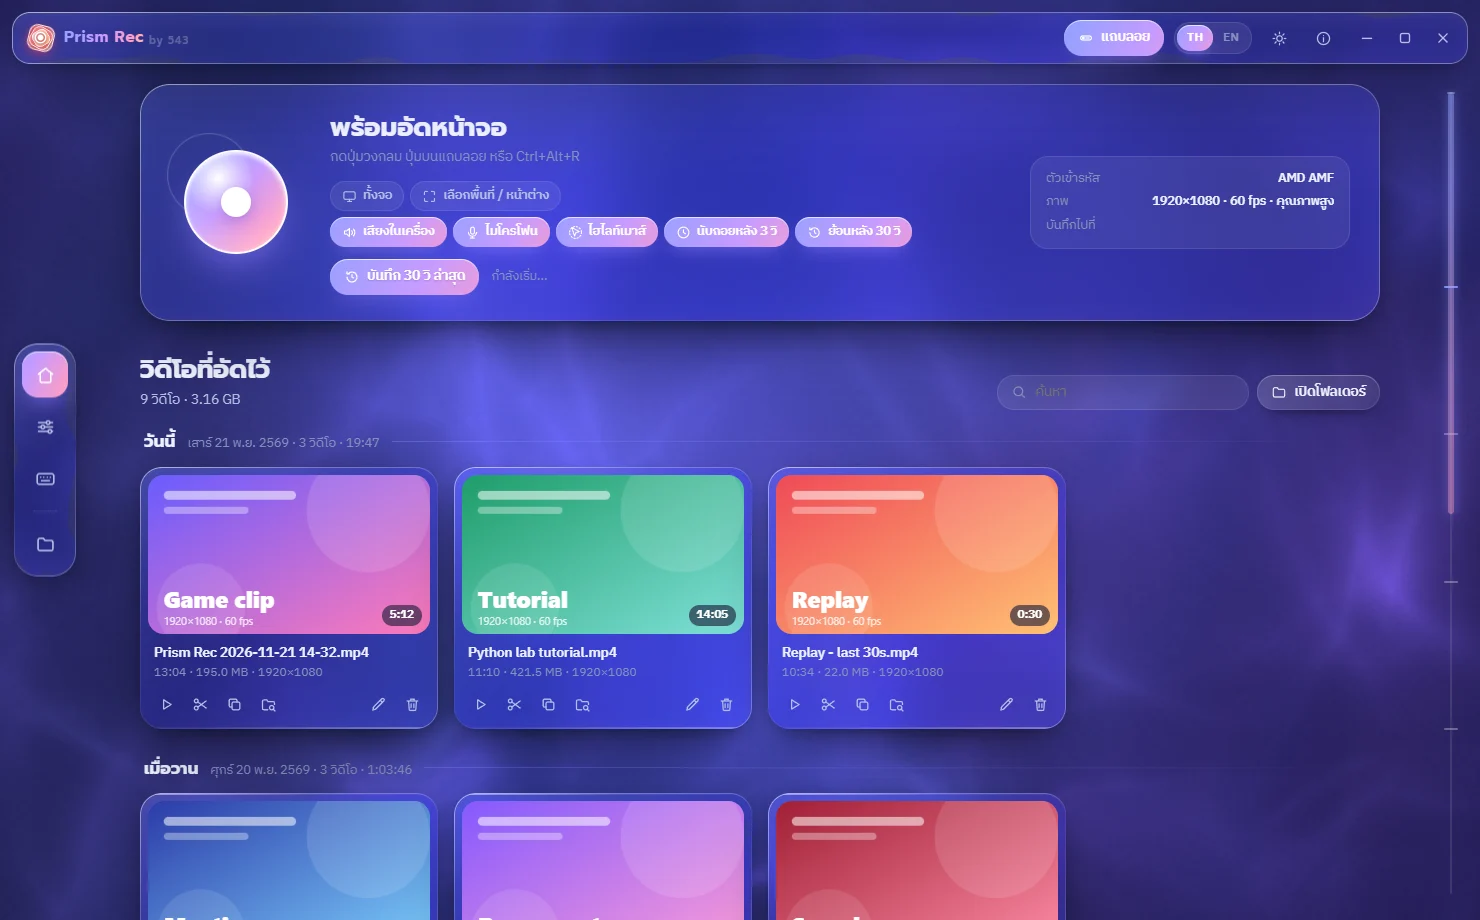 Prism Rec by 543
แถบลอย
TH EN
พร้อมอัดหน้าจอ
กดปุ่มวงกลม ปุ่มบนแถบลอย หรือ Ctrl+Alt+R
ทั้งจอ
เลือกพื้นที่ / หน้าต่าง
เสียงในเครื่อง
ไมโครโฟน
ไฮไลท์เมาส์
นับถอยหลัง 3 วิ
ย้อนหลัง 30 วิ
บันทึก 30 วิ ล่าสุด
กำลังเริ่ม...
ตัวเข้ารหัส AMD AMF
ภาพ 1920×1080 · 60 fps · คุณภาพสูง
บันทึกไปที่
วิดีโอที่อัดไว้
9 วิดีโอ · 3.16 GB
ค้นหา
เปิดโฟลเดอร์
วันนี้ เสาร์ 21 พ.ย. 2569 · 3 วิดีโอ · 19:47
Game clip
1920×1080 · 60 fps
5:12
Prism Rec 2026-11-21 14-32.mp4
13:04 · 195.0 MB · 1920×1080
Tutorial
1920×1080 · 60 fps
14:05
Python lab tutorial.mp4
11:10 · 421.5 MB · 1920×1080
Replay
1920×1080 · 60 fps
0:30
Replay - last 30s.mp4
10:34 · 22.0 MB · 1920×1080
เมื่อวาน ศุกร์ 20 พ.ย. 2569 · 3 วิดีโอ · 1:03:46